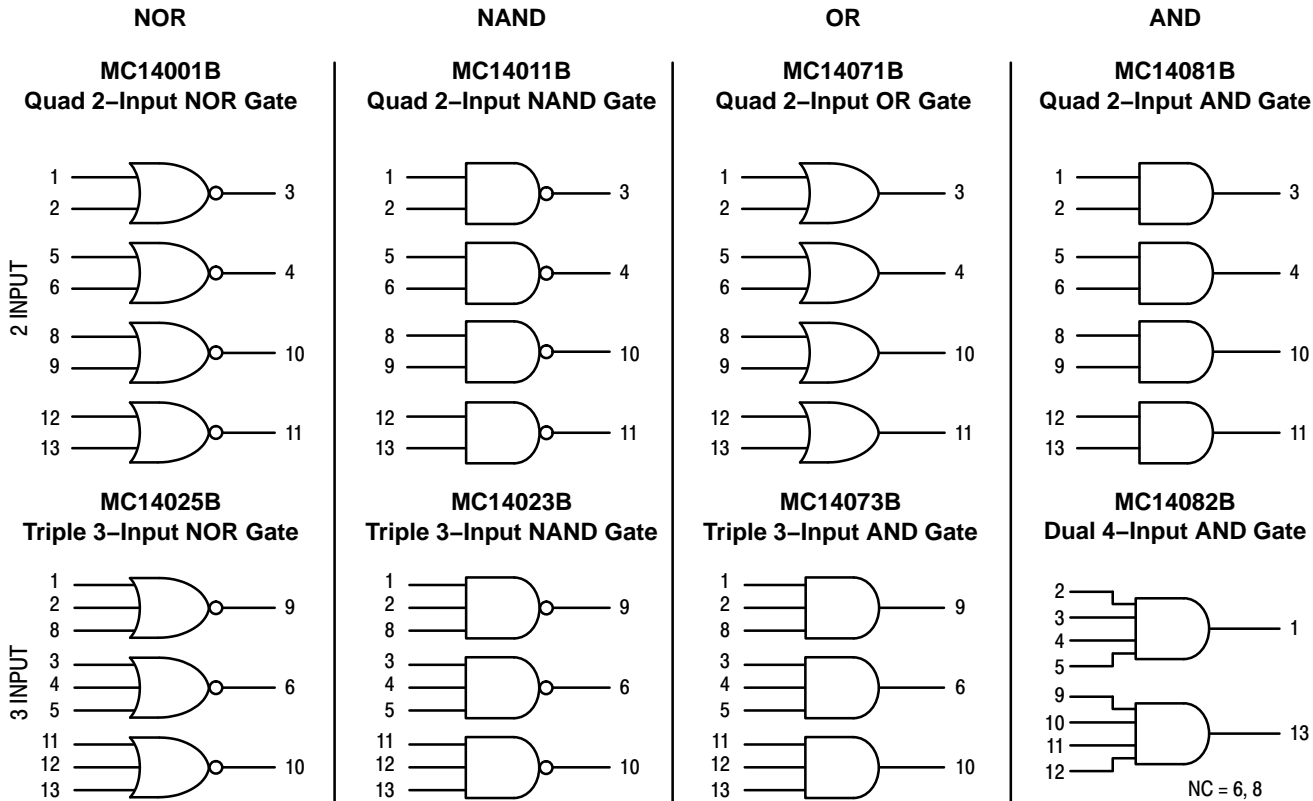 NOR NAND OR AND
MC14001B MC14011B MC14071B MC14081B
Quad 2–Input NOR Gate Quad 2–Input NAND Gate Quad 2–Input OR Gate Quad 2–Input AND Gate
2 INPUT
1 3 1 3 1 3 1 3
2 2 2 2
5 4 5 4 5 4 5 4
6 6 6 6
8 10 8 10 8 10 8 10
9 9 9 9
12 11 12 11 12 11 12 11
13 13 13 13
MC14025B MC14023B MC14073B MC14082B
Triple 3–Input NOR Gate Triple 3–Input NAND Gate Triple 3–Input AND Gate Dual 4–Input AND Gate
3 INPUT
1 1 1 2
2 9 2 9 2 9 3 1
8 8 8 4
3 3 3 5
4 6 4 6 4 6 9
5 5 5 10 13
11 11 11 11
12 10 12 10 12 10 12
13 13 13 NC = 6, 8